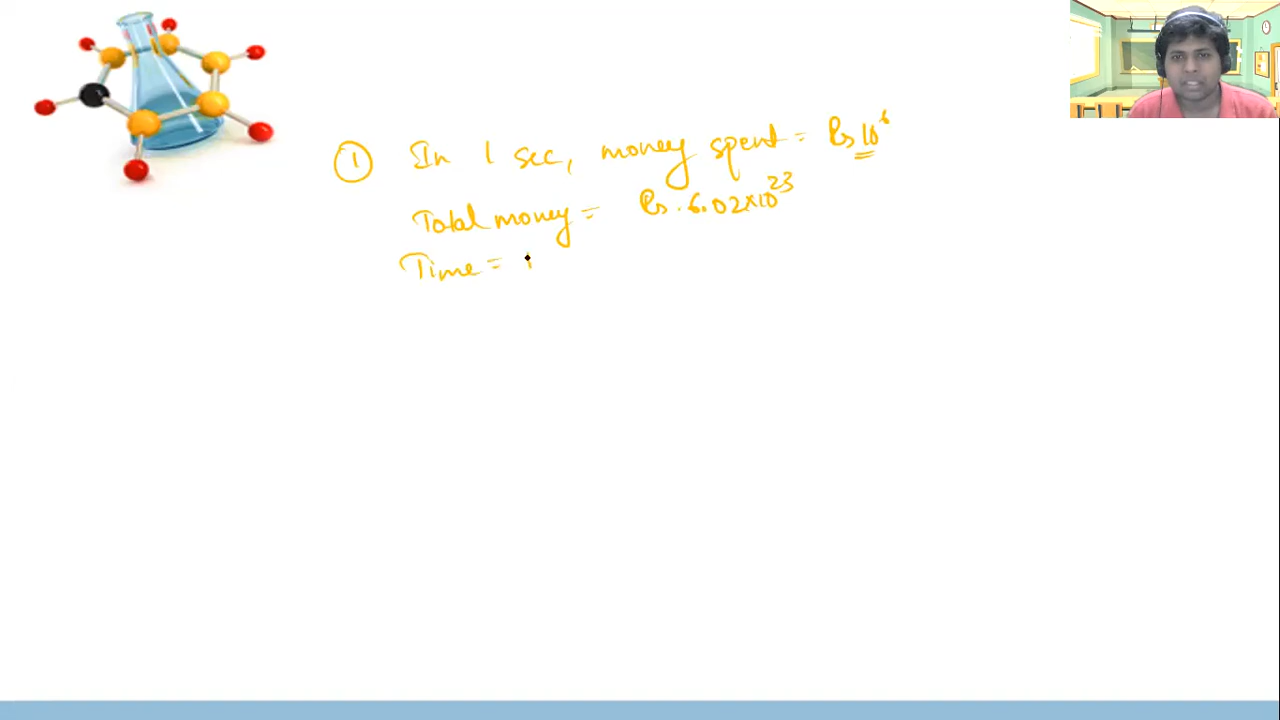 ① In 1 sec, money spent = Rs 10⁶
Total money = Rs. 6.02×10²³
Time =